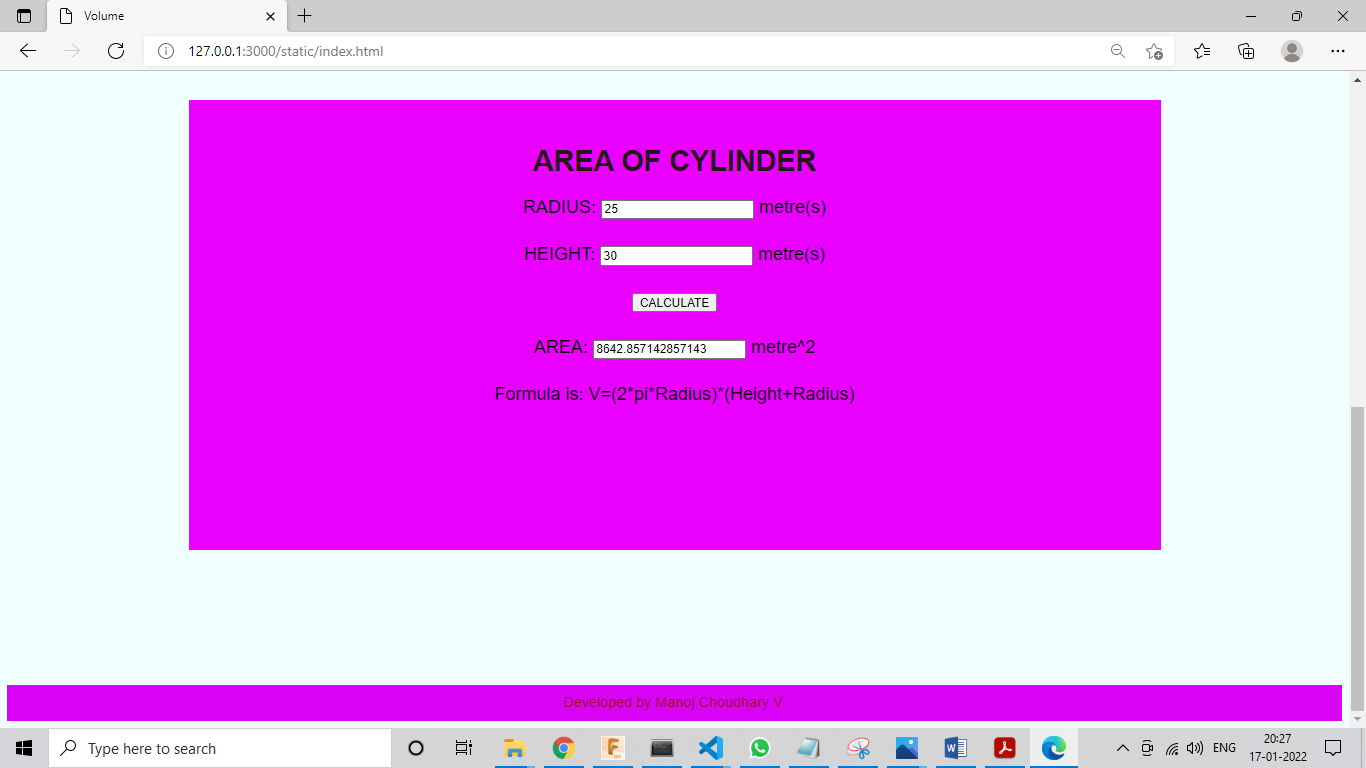 Volume
127.0.0.1:3000/static/index.html
AREA OF CYLINDER
RADIUS: 25 metre(s)
HEIGHT: 30 metre(s)
CALCULATE
AREA: 8642.857142857143 metre^2
Formula is: V=(2*pi*Radius)*(Height+Radius)
Developed by Manoj Choudhary V.
Type here to search
ENG
20:27
17-01-2022